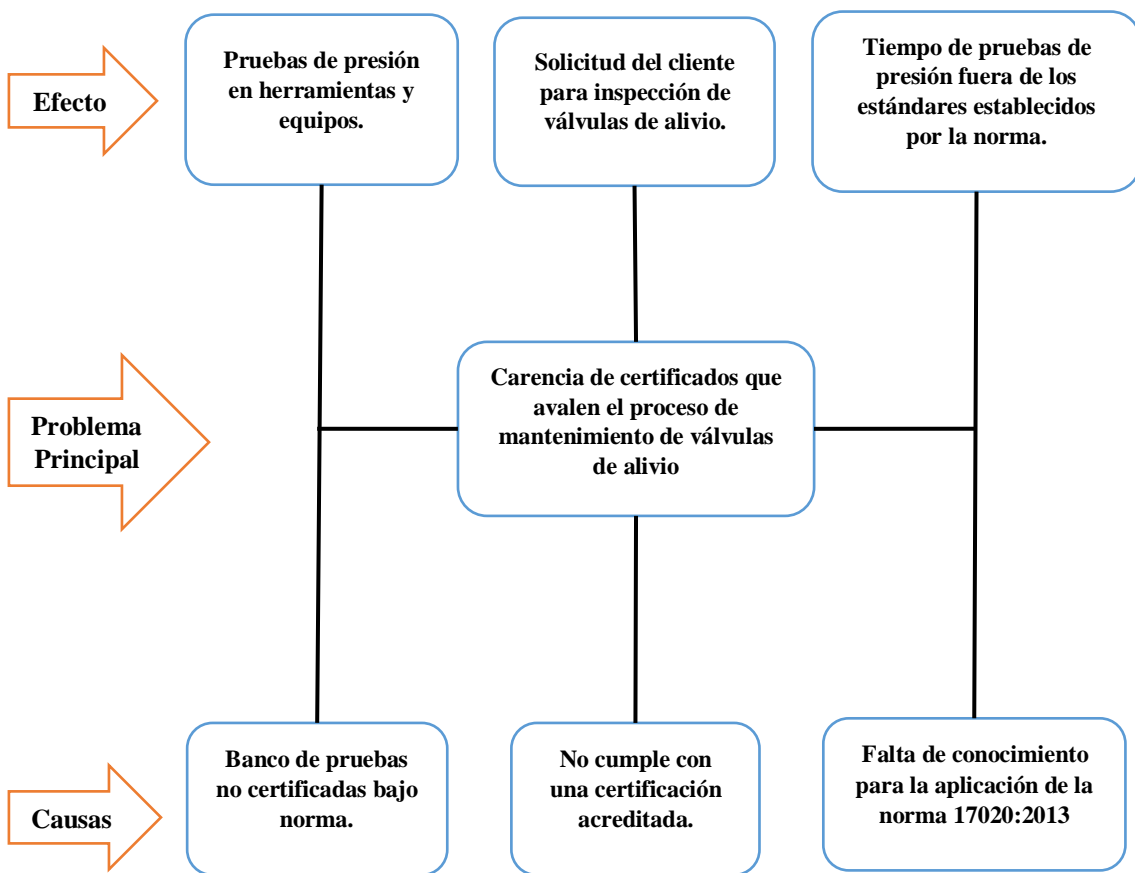 Efecto
Pruebas de presión
en herramientas y
equipos.
Solicitud del cliente
para inspección de
válvulas de alivio.
Tiempo de pruebas de
presión fuera de los
estándares establecidos
por la norma.
Problema
Principal
Carencia de certificados que
avalen el proceso de
mantenimiento de válvulas
de alivio
Causas
Banco de pruebas
no certificadas bajo
norma.
No cumple con
una certificación
acreditada.
Falta de conocimiento
para la aplicación de la
norma 17020:2013